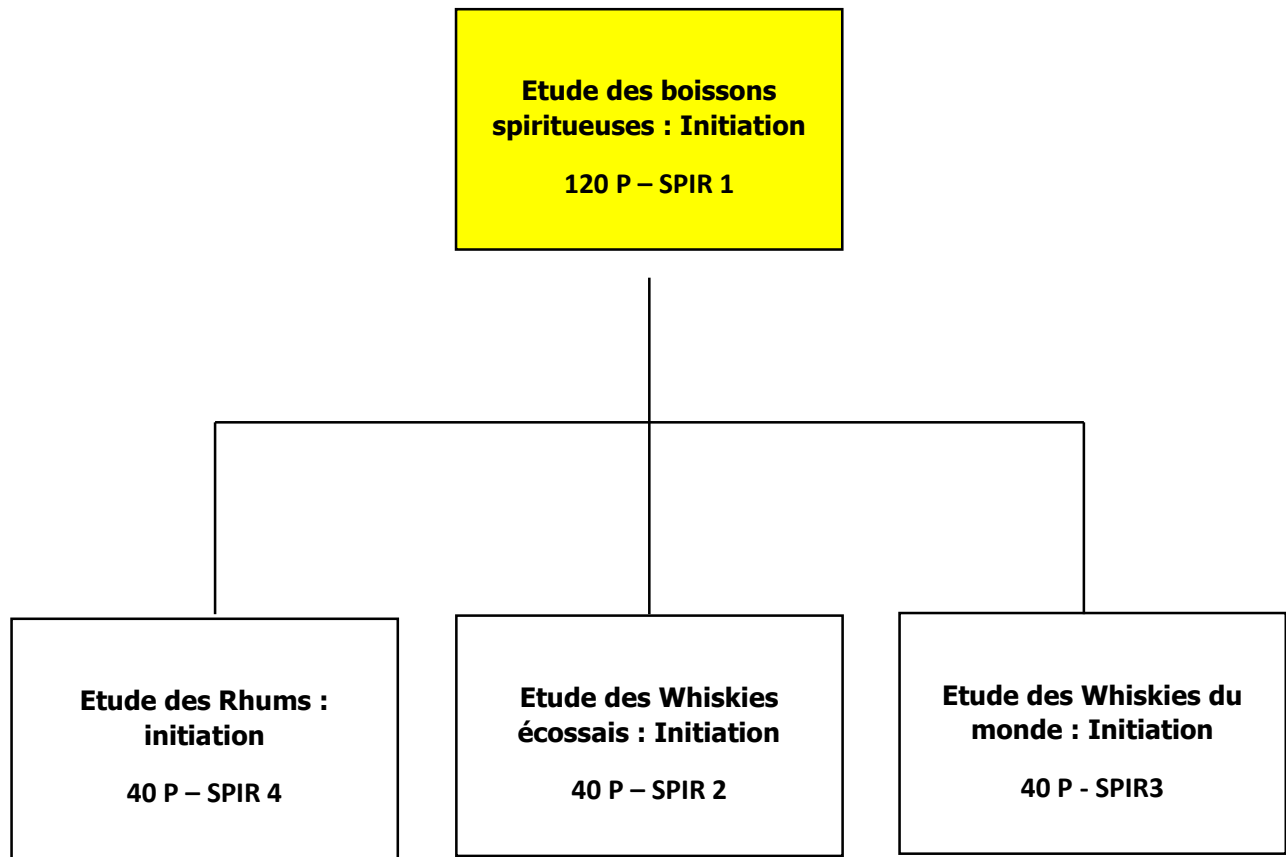 Etude des boissons
spiritueuses : Initiation
120 P – SPIR 1
Etude des Rhums :
initiation
40 P – SPIR 4
Etude des Whiskies
écossais : Initiation
40 P – SPIR 2
Etude des Whiskies du
monde : Initiation
40 P - SPIR3